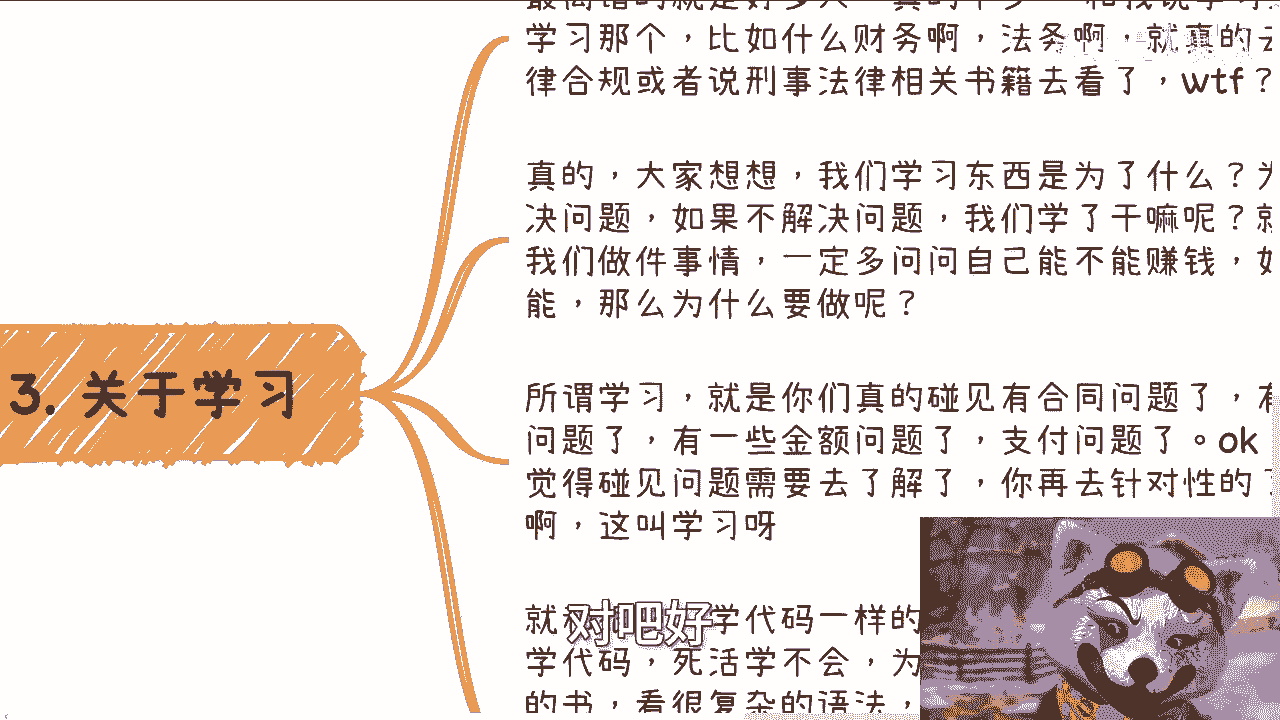 3. 关于学习
学习那个，比如什么财务啊，法务啊，就真的去
律合规或者说刑事法律相关书籍去看了，wtf？
真的，大家想想，我们学习东西是为了什么？为
决问题，如果不解决问题，我们学了干嘛呢？就
我们做件事情，一定多问问自己能不能赚钱，如
能，那么为什么要做呢？
所谓学习，就是你们真的碰见有合同问题了，有
问题了，有一些金额问题了，支付问题了。ok
觉得碰见问题需要去了解了，你再去针对性的了
啊，这叫学习呀
就 学代码一样的
对吧好
学代码，死活学不会，为
的书，看很复杂的语法，